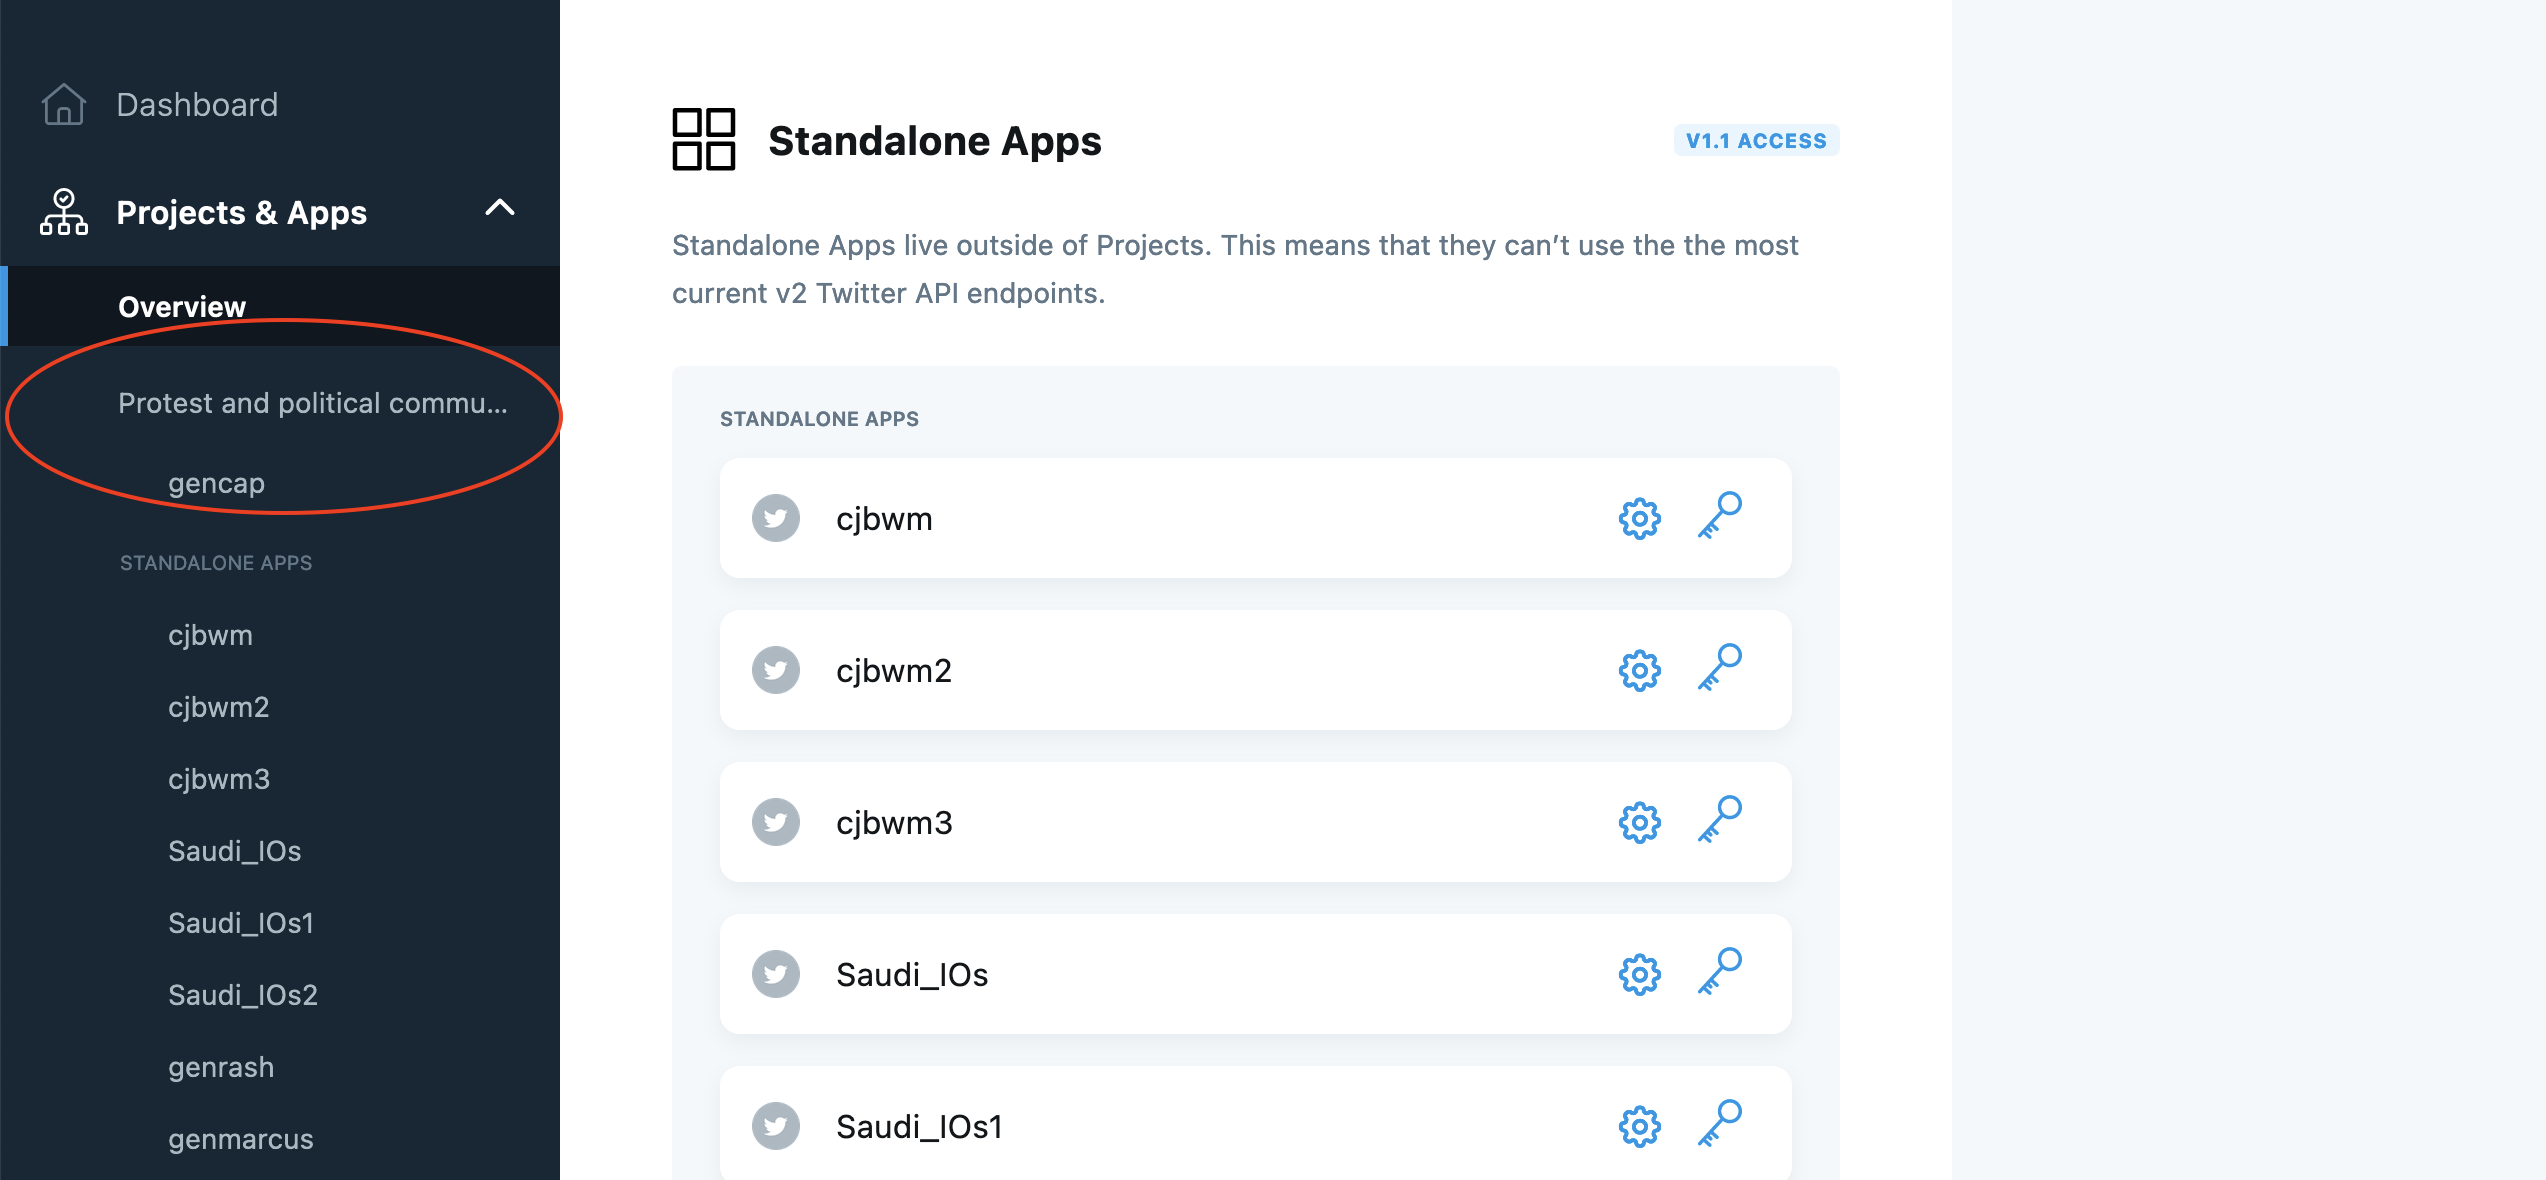 Dashboard
Projects & Apps
Overview
Protest and political commu...
gencap
STANDALONE APPS
cjbwm
cjbwm2
cjbwm3
Saudi_IOs
Saudi_IOs1
Saudi_IOs2
genrash
genmarcus
Standalone Apps
V1.1 ACCESS
Standalone Apps live outside of Projects. This means that they can’t use the the most
current v2 Twitter API endpoints.
STANDALONE APPS
cjbwm
cjbwm2
cjbwm3
Saudi_IOs
Saudi_IOs1